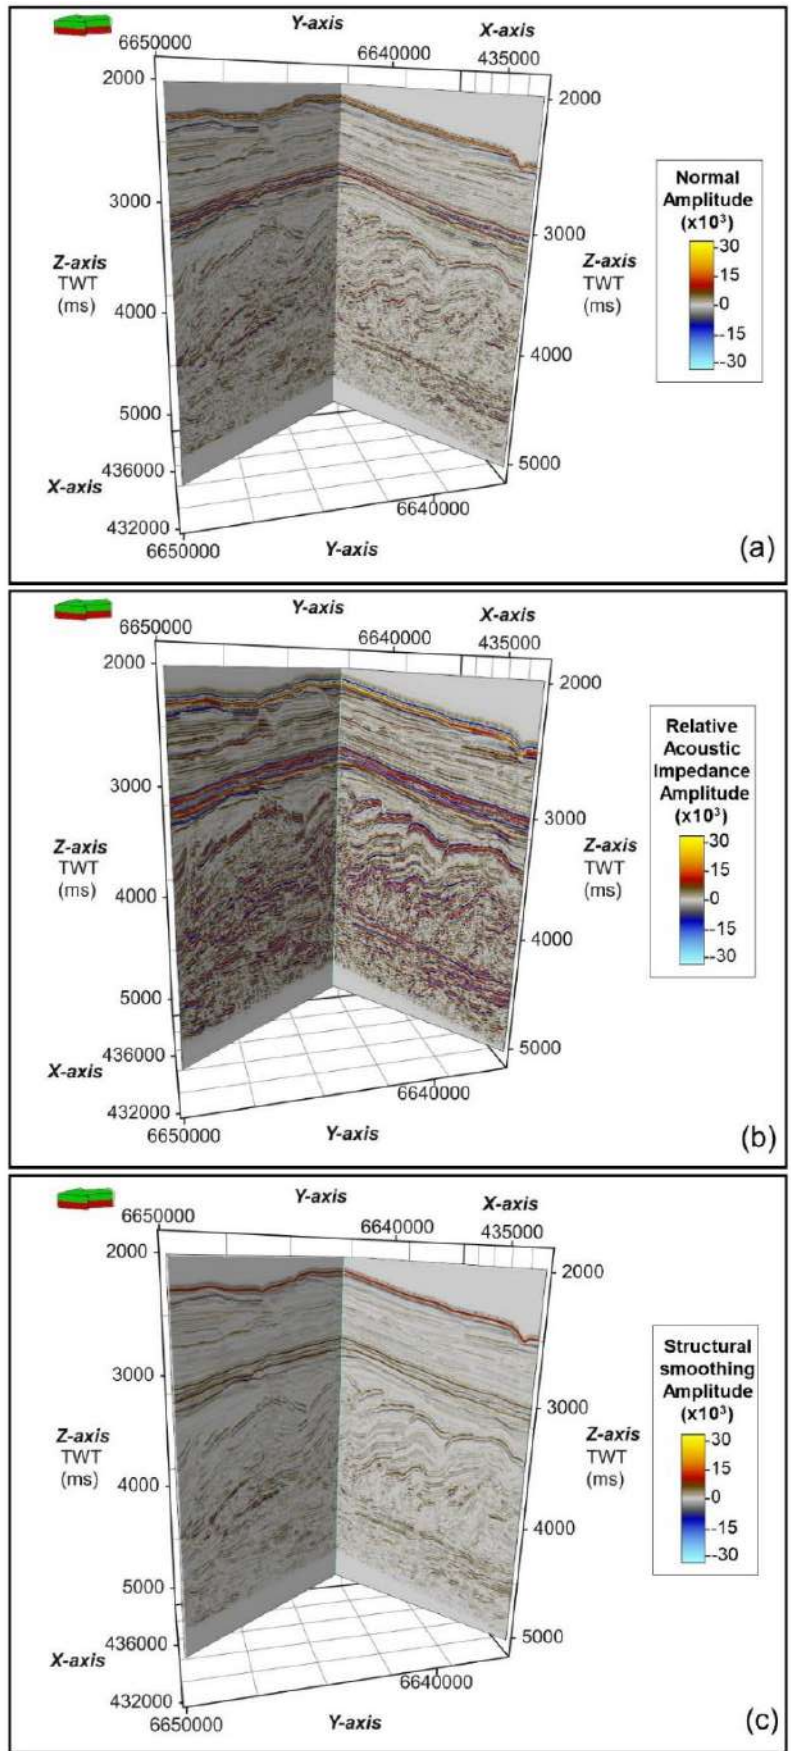 Y-axis
X-axis
6650000
6640000
435000
2000
2000
3000
3000
Z-axis
TWT
(ms)
Z-axis
TWT
(ms)
4000
4000
5000
5000
436000
X-axis
432000
6640000
6650000
Y-axis
Normal
Amplitude
(x10³)
30
15
0
-15
-30
(a)
Y-axis
X-axis
6650000
6640000
435000
2000
2000
3000
3000
Z-axis
TWT
(ms)
Z-axis
TWT
(ms)
4000
4000
5000
5000
436000
X-axis
432000
6640000
6650000
Y-axis
Relative
Acoustic
Impedance
Amplitude
(x10³)
30
15
0
-15
-30
(b)
Y-axis
X-axis
6650000
6640000
435000
2000
2000
3000
3000
Z-axis
TWT
(ms)
Z-axis
TWT
(ms)
4000
4000
5000
5000
436000
X-axis
432000
6640000
6650000
Y-axis
Structural
smoothing
Amplitude
(x10³)
30
15
0
-15
-30
(c)